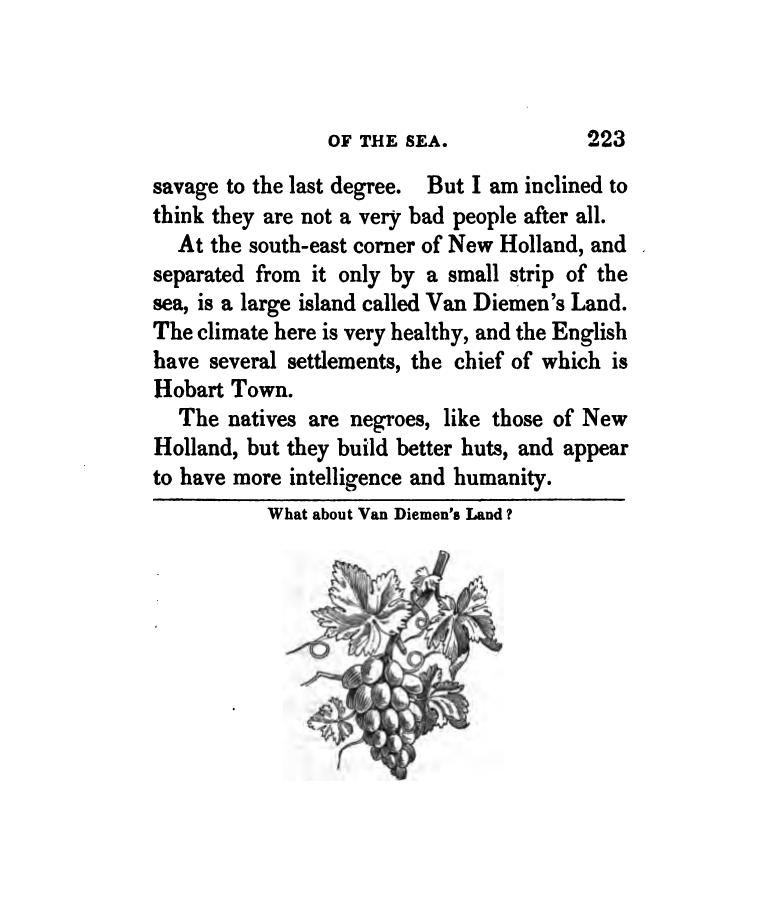 OF THE SEA. 223
savage to the last degree. But I am inclined to
think they are not a very bad people after all.
At the south-east corner of New Holland, and
separated from it only by a small strip of the
sea, is a large island called Van Diemen's Land.
The climate here is very healthy, and the English
have several settlements, the chief of which is
Hobart Town.
The natives are negroes, like those of New
Holland, but they build better huts, and appear
to have more intelligence and humanity.
What about Van Diemen's Land?